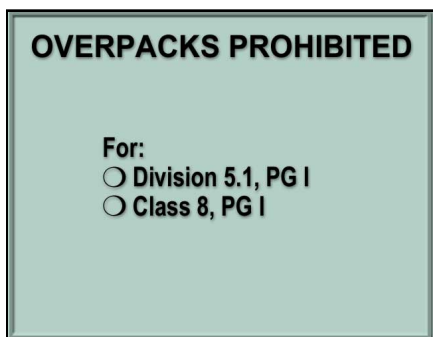 OVERPACKS PROHIBITED
For:
❍ Division 5.1, PG I
❍ Class 8, PG I